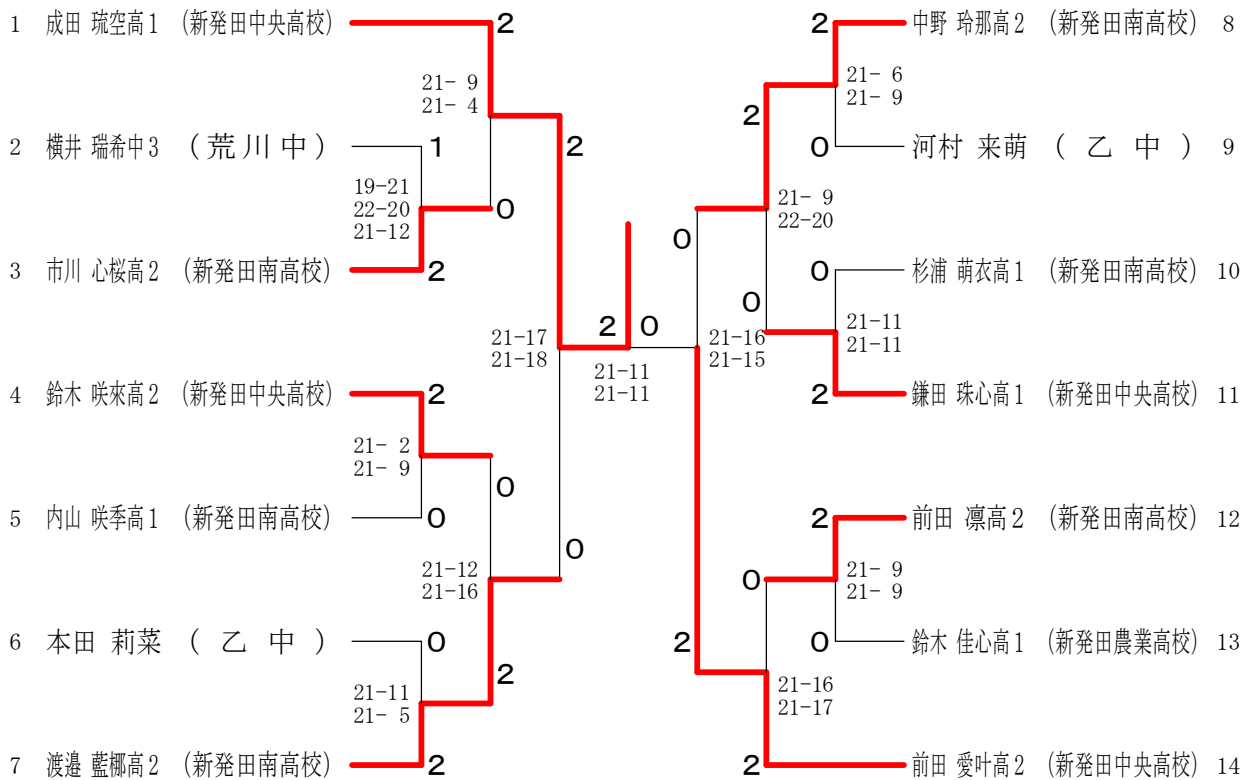 1 成田 琉空高1 (新発田中央高校) 2
2 中野 玲那高2 (新発田南高校) 8
21- 9
21- 4
21- 6
21- 9
2 横井 瑞希中3 (荒川中) 1
2
2
0 河村 来萌 (乙中) 9
19-21
22-20
21-12
0
21- 9
22-20
3 市川 心桜高2 (新発田南高校) 2
0
0 杉浦 萌衣高1 (新発田南高校) 10
0
21-17
21-18
2 0
21-11
21-11
21-16
21-15
21-11
21-11
4 鈴木 咲來高2 (新発田中央高校) 2
2 鎌田 珠心高1 (新発田中央高校) 11
21- 2
21- 9
0
5 内山 咲季高1 (新発田南高校) 0
2 前田 凛高2 (新発田南高校) 12
0
21-12
21-16
0
21- 9
21- 9
6 本田 莉菜 (乙中) 0
2
2
0 鈴木 佳心高1 (新発田農業高校) 13
21-11
21- 5
21-16
21-17
7 渡邉 藍梛高2 (新発田南高校) 2
2 前田 愛叶高2 (新発田中央高校) 14